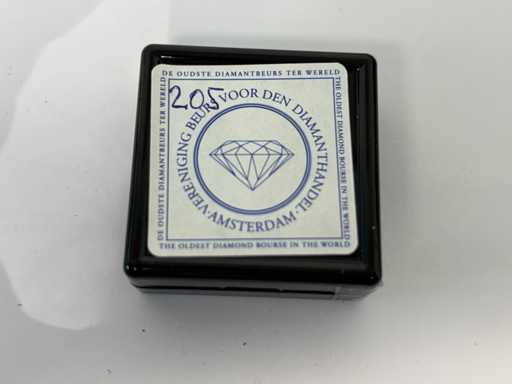 DE OUDSTE DIAMANTBEURS TER WERELD
205
VERENIGING BEURS VOOR DEN DIAMANTHANDEL
· AMSTERDAM ·
DE OUDSTE DIAMANTBEURS TER WERELD
THE OLDEST DIAMOND BOURSE IN THE WORLD
THE OLDEST DIAMOND BOURSE IN THE WORLD